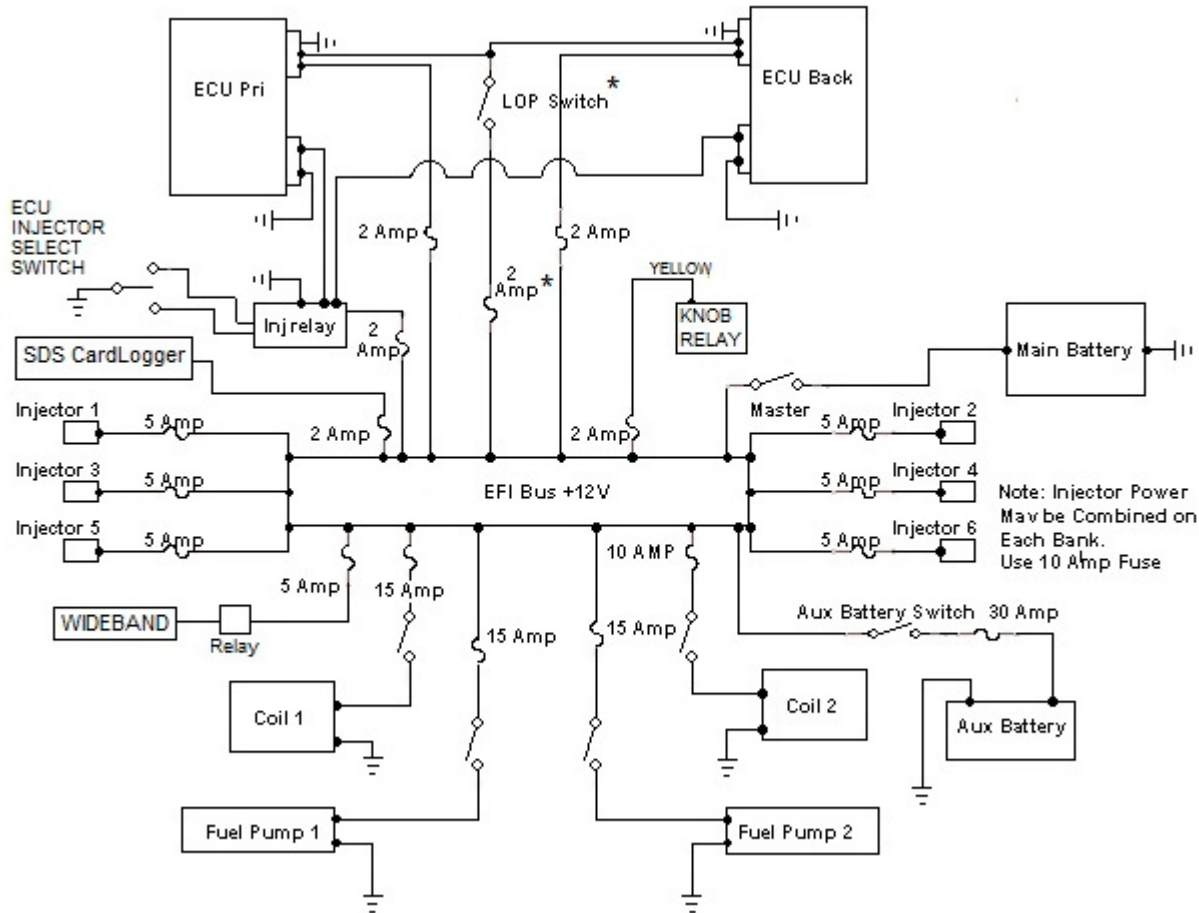 ECU Pri
ECU Back
LOP Switch*
ECU
INJECTOR
SELECT
SWITCH
2 Amp
2
Amp*
2 Amp
YELLOW
KNOB
RELAY
Inj relay
2
Amp
SDS CardLogger
Main Battery
Master
Injector 1
5 Amp
2 Amp
2 Amp
5 Amp
Injector 2
Injector 3
5 Amp
EFI Bus +12V
5 Amp
Injector 4
Injector 5
5 Amp
5 Amp
Injector 6
Note: Injector Power
May be Combined on
Each Bank.
Use 10 Amp Fuse
5 Amp
15 Amp
10 AMP
WIDEBAND
Relay
15 Amp
15 Amp
Aux Battery Switch
30 Amp
Coil 1
Coil 2
Aux Battery
Fuel Pump 1
Fuel Pump 2